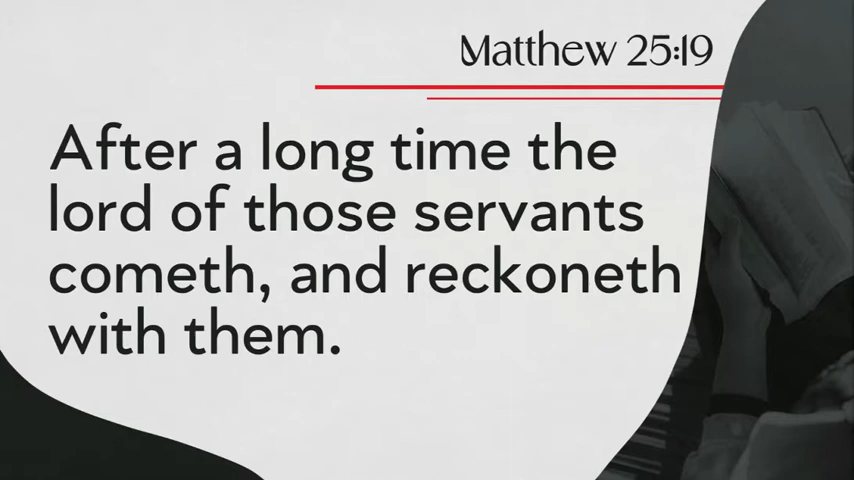 Matthew 25:19
After a long time the
lord of those servants
cometh, and reckoneth
with them.